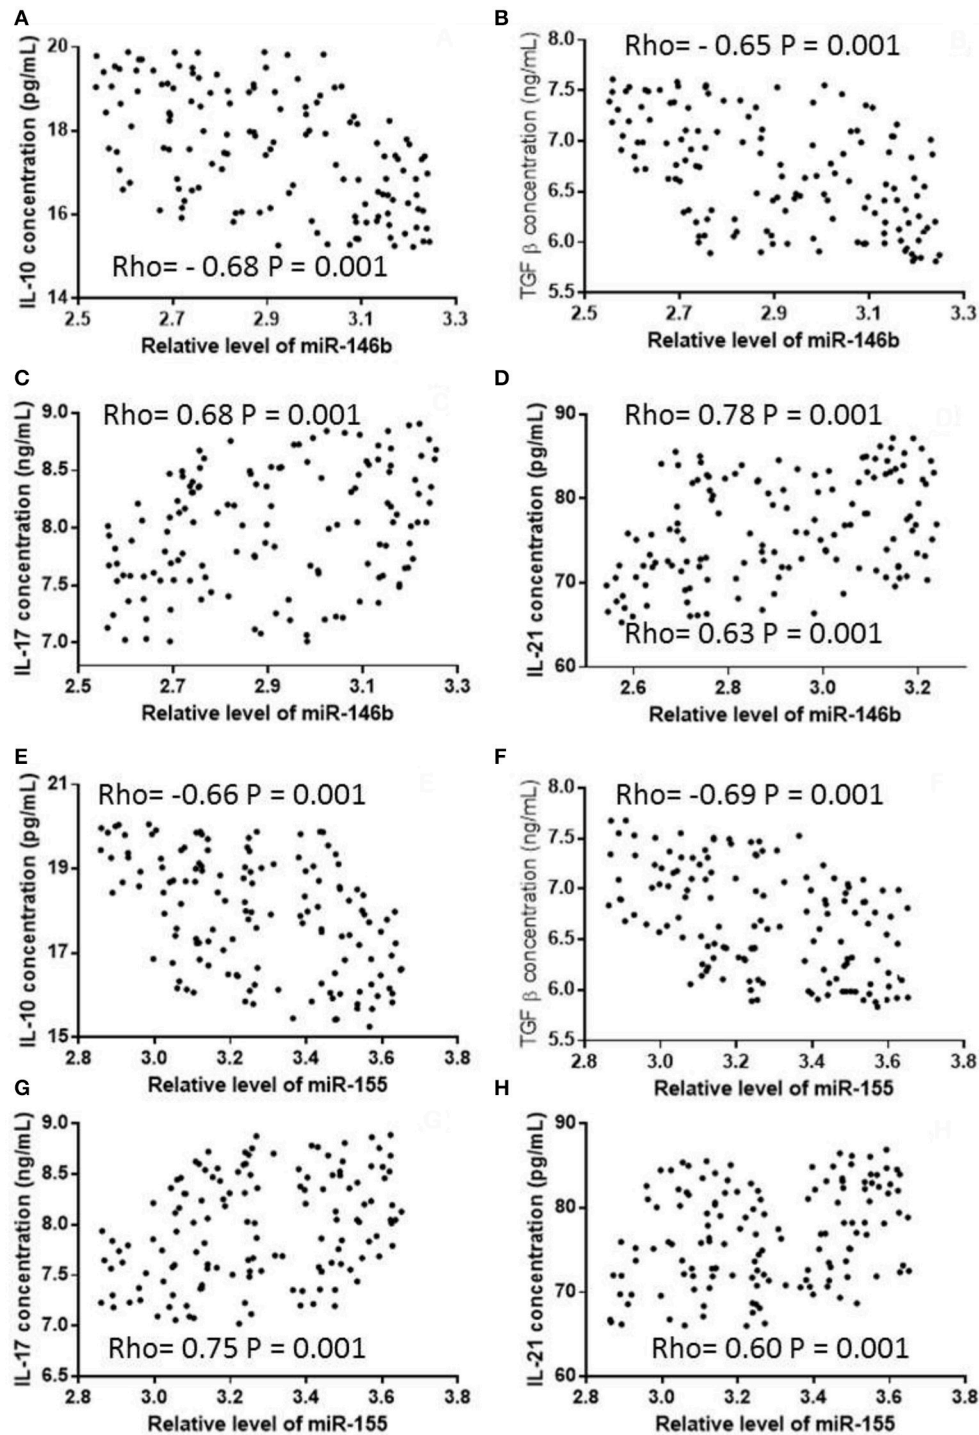 A
IL-10 concentration (pg/mL)
20
18
16
14
Rho= - 0.68 P = 0.001
2.5 2.7 2.9 3.1 3.3
Relative level of miR-146b
B
TGF β concentration (ng/mL)
Rho= - 0.65 P = 0.001
8.0
7.5
7.0
6.5
6.0
5.5
2.5 2.7 2.9 3.1 3.3
Relative level of miR-146b
C
IL-17 concentration (ng/mL)
Rho= 0.68 P = 0.001
9.0
8.5
8.0
7.5
7.0
2.5 2.7 2.9 3.1 3.3
Relative level of miR-146b
D
IL-21 concentration (pg/mL)
Rho= 0.78 P = 0.001
90
80
70
60
Rho= 0.63 P = 0.001
2.6 2.8 3.0 3.2
Relative level of miR-146b
E
IL-10 concentration (pg/mL)
Rho= -0.66 P = 0.001
21
19
17
15
2.8 3.0 3.2 3.4 3.6 3.8
Relative level of miR-155
F
TGF β concentration (ng/mL)
Rho= -0.69 P = 0.001
8.0
7.5
7.0
6.5
6.0
5.5
2.8 3.0 3.2 3.4 3.6 3.8
Relative level of miR-155
G
IL-17 concentration (ng/mL)
9.0
8.5
8.0
7.5
7.0
6.5
Rho= 0.75 P = 0.001
2.8 3.0 3.2 3.4 3.6 3.8
Relative level of miR-155
H
IL-21 concentration (pg/mL)
90
80
70
60
Rho= 0.60 P = 0.001
2.8 3.0 3.2 3.4 3.6 3.8
Relative level of miR-155